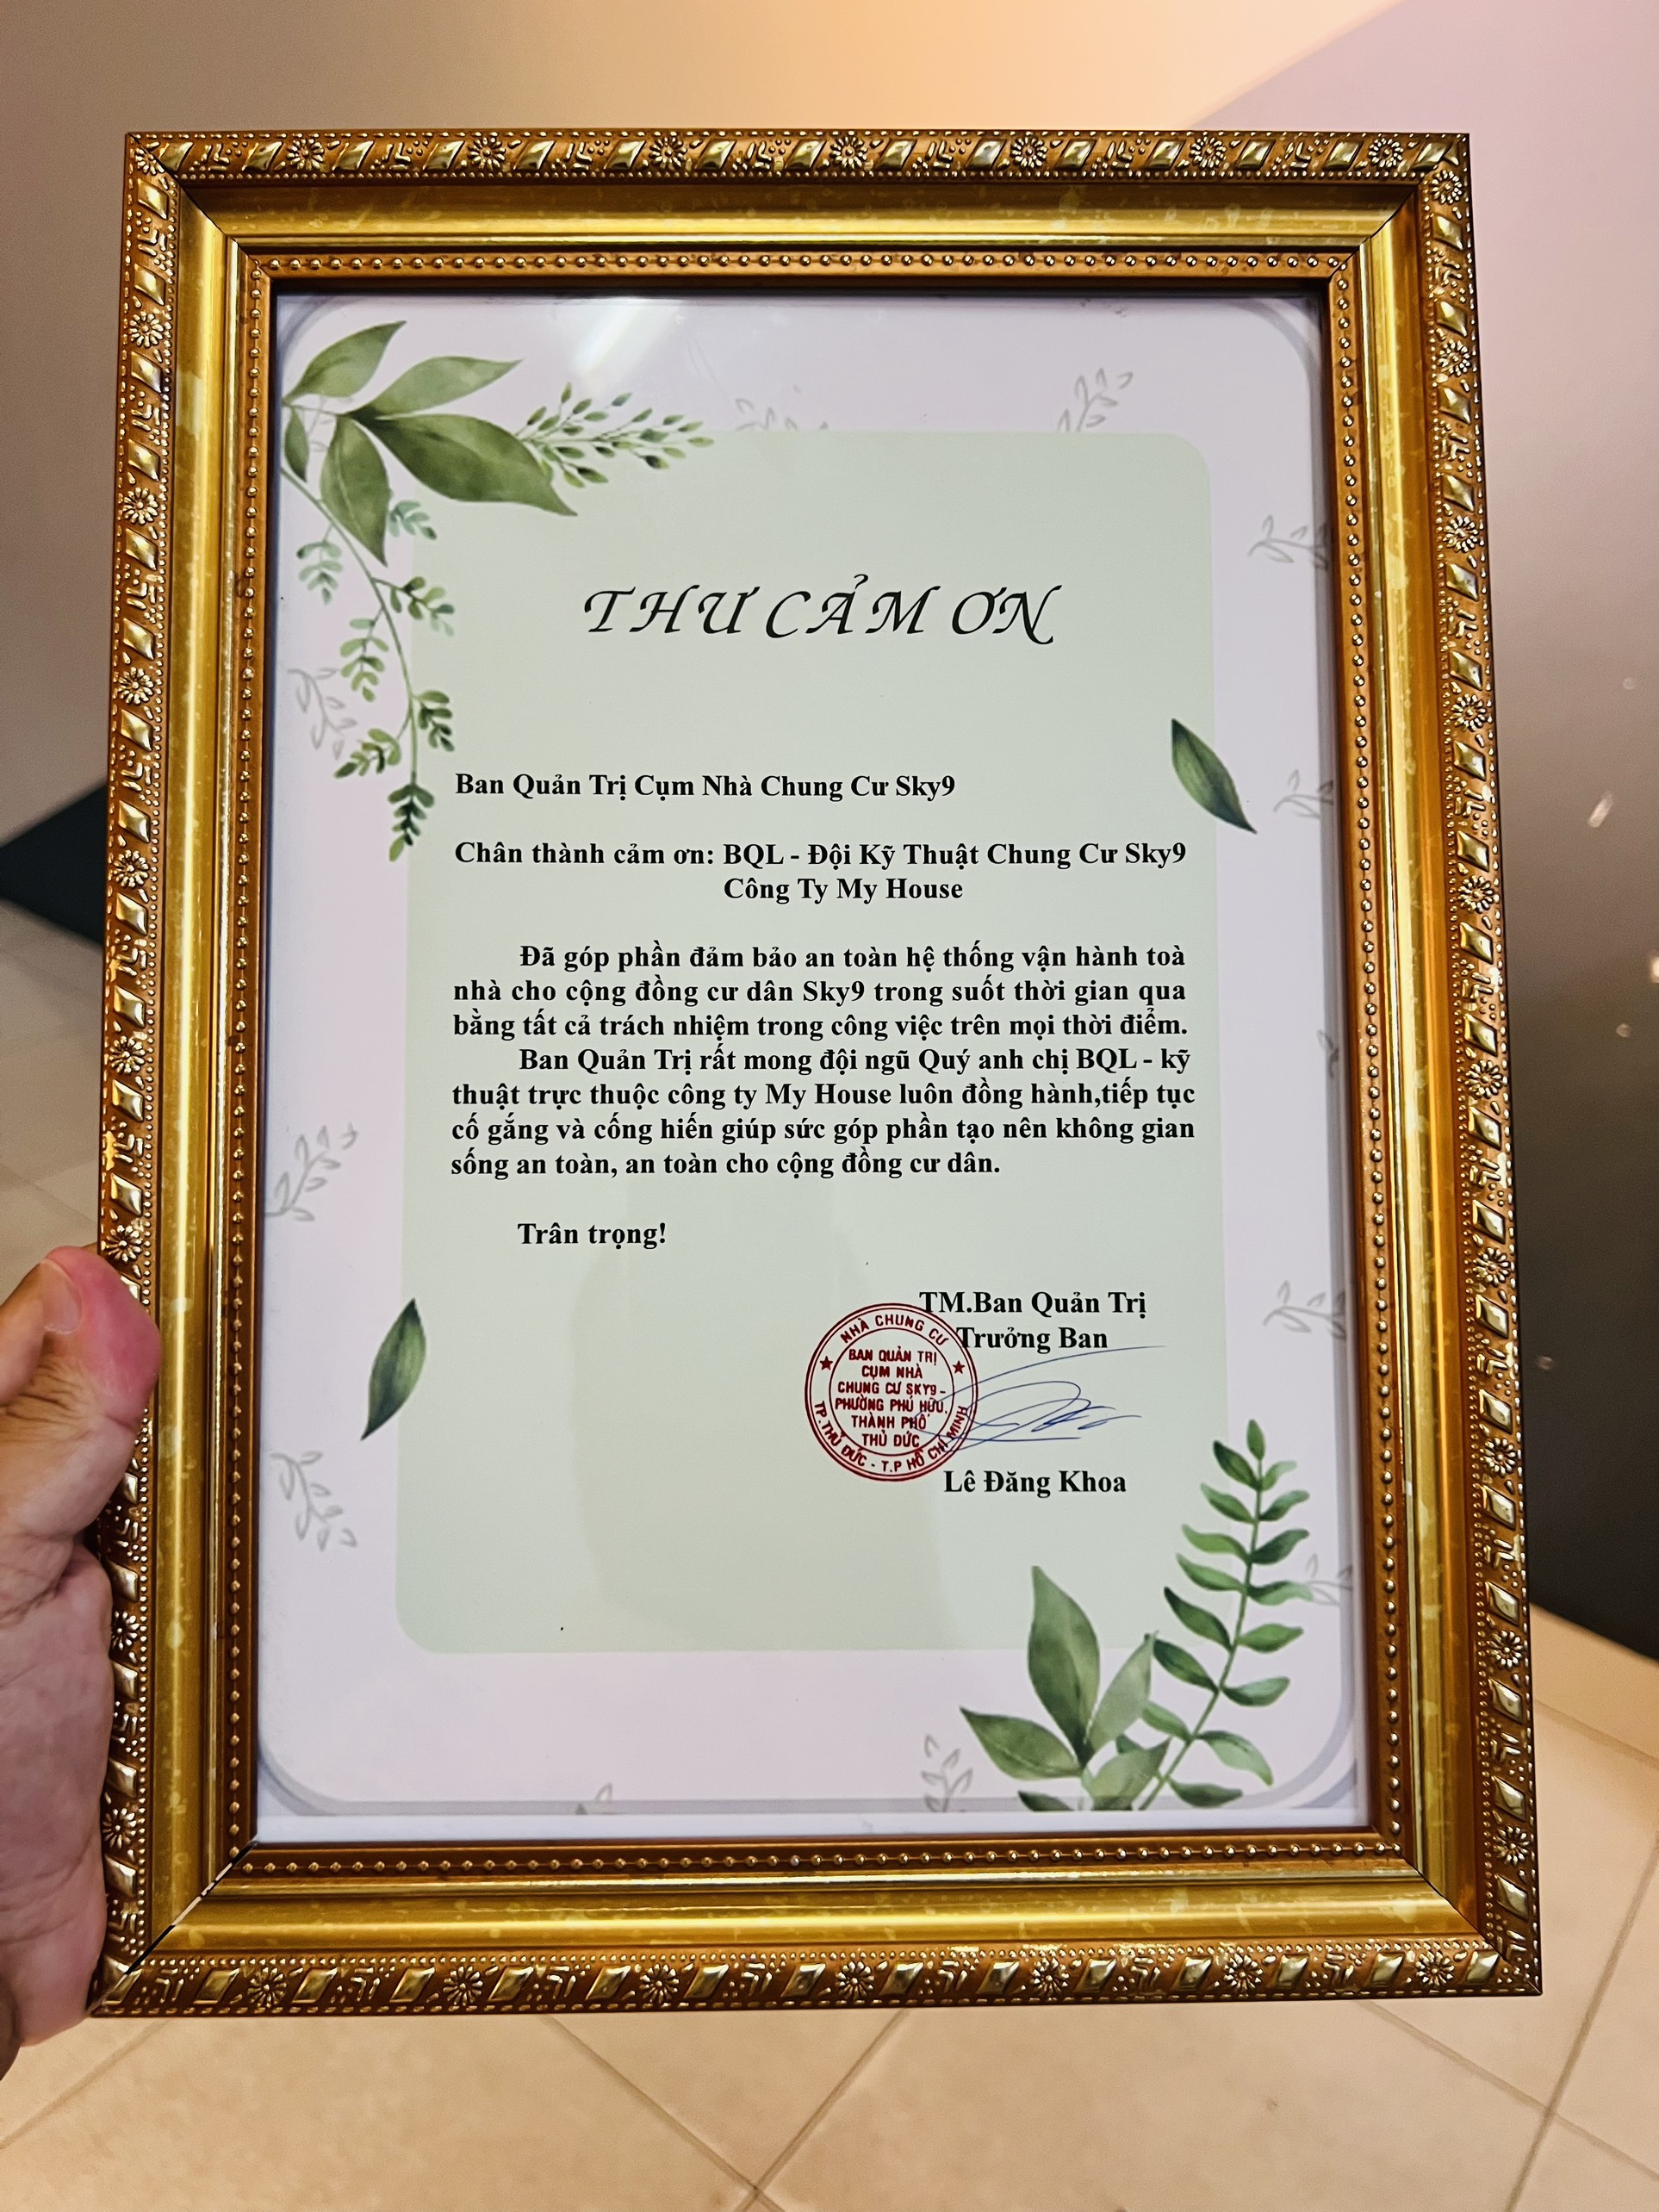 THƯ CẢM ƠN
Ban Quản Trị Cụm Nhà Chung Cư Sky9
Chân thành cảm ơn: BQL - Đội Kỹ Thuật Chung Cư Sky9
Công Ty My House
Đã góp phần đảm bảo an toàn hệ thống vận hành toà
nhà cho cộng đồng cư dân Sky9 trong suốt thời gian qua
bằng tất cả trách nhiệm trong công việc trên mọi thời điểm.
Ban Quản Trị rất mong đội ngũ Quý anh chị BQL - kỹ
thuật trực thuộc công ty My House luôn đồng hành,tiếp tục
cố gắng và cống hiến giúp sức góp phần tạo nên không gian
sống an toàn, an toàn cho cộng đồng cư dân.
Trân trọng!
TM.Ban Quản Trị
Trưởng Ban
NHÀ CHUNG CƯ
BAN QUẢN TRỊ
CỤM NHÀ
CHUNG CƯ SKY9 -
PHƯỜNG PHÚ HỮU,
THÀNH PHỐ
THỦ ĐỨC
TP.THỦ ĐỨC - T.P HỒ CHÍ MINH
Lê Đăng Khoa